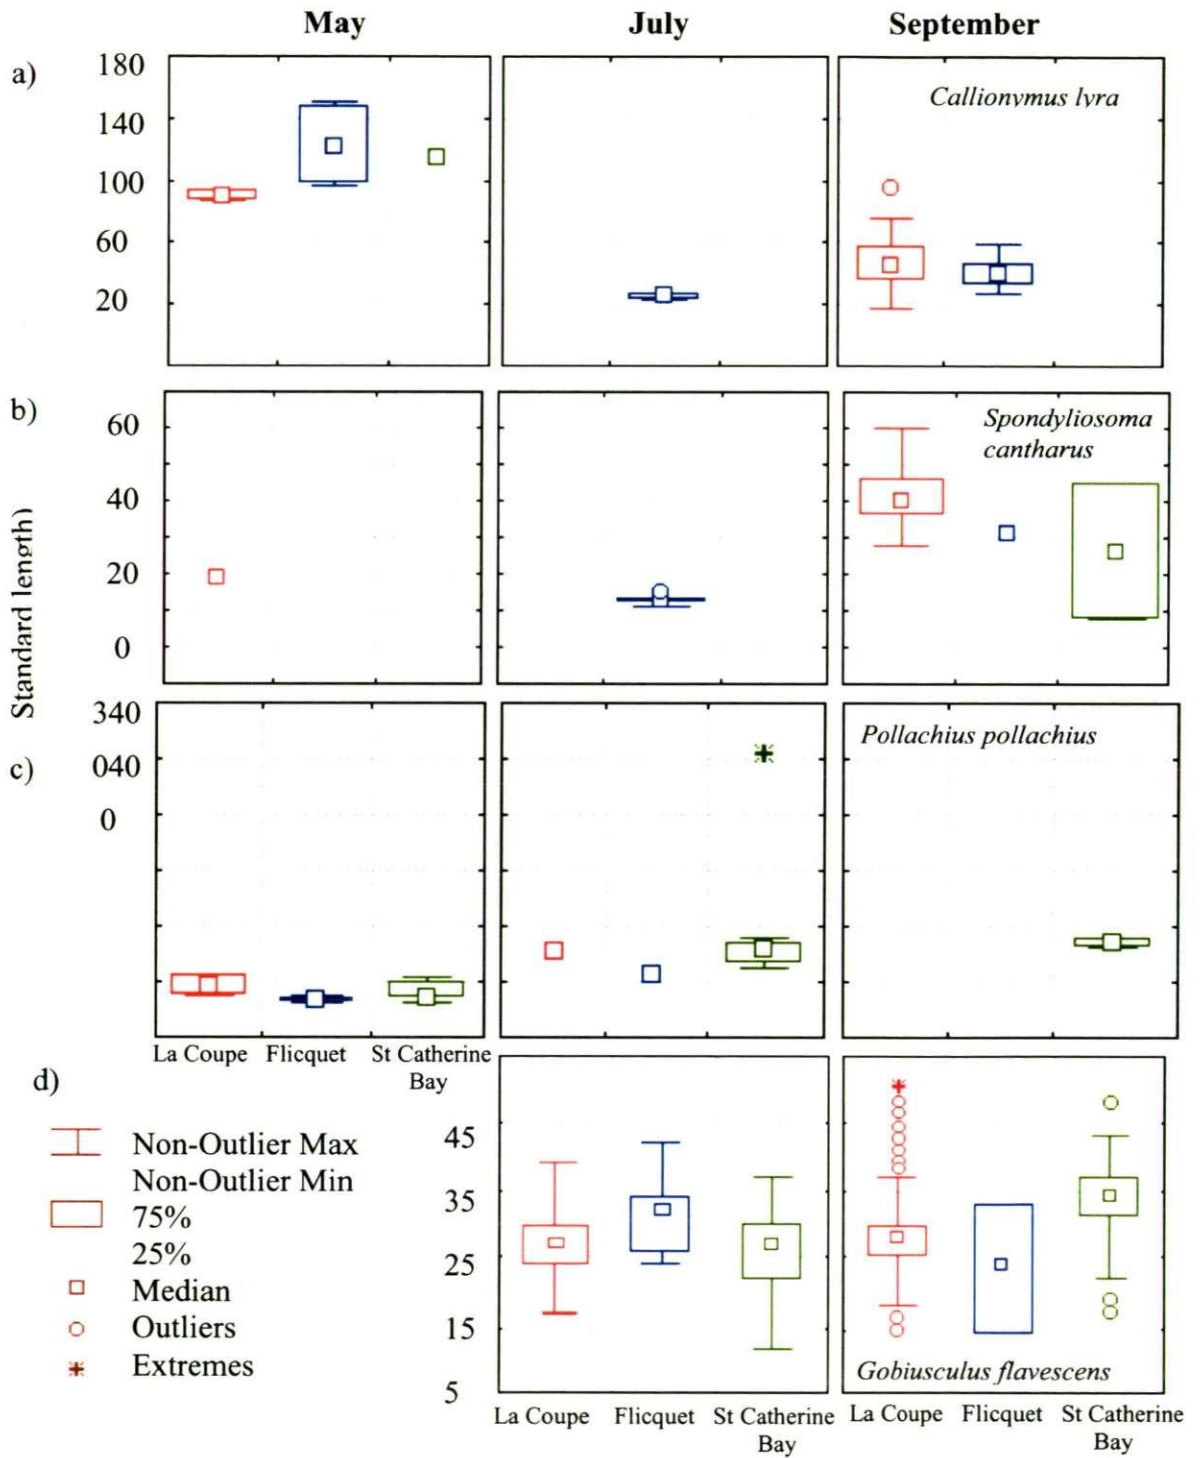 May July September
a)
180
140
100
60
20
Callionymus lyra
b)
60
40
20
0
Spondyliosoma
cantharus
Standard length)
c)
340
040
0
Pollachius pollachius
La Coupe Flicquet St Catherine
Bay
d)
Non-Outlier Max
Non-Outlier Min
75%
25%
Median
Outliers
Extremes
45
35
25
15
5
Gobiusculus flavescens
La Coupe Flicquet St Catherine
Bay
La Coupe Flicquet St Catherine
Bay